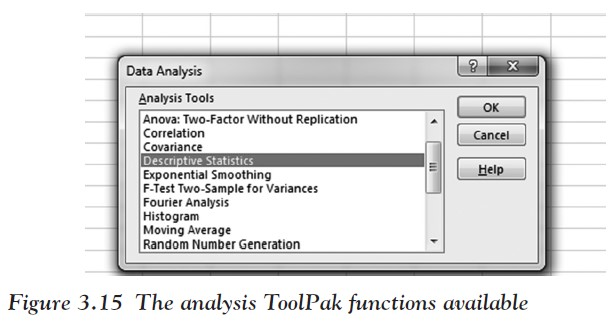 Data Analysis
?
X
Analysis Tools
Anova: Two-Factor Without Replication
Correlation
Covariance
Descriptive Statistics
Exponential Smoothing
F-Test Two-Sample for Variances
Fourier Analysis
Histogram
Moving Average
Random Number Generation
OK
Cancel
Help
Figure 3.15 The analysis ToolPak functions available